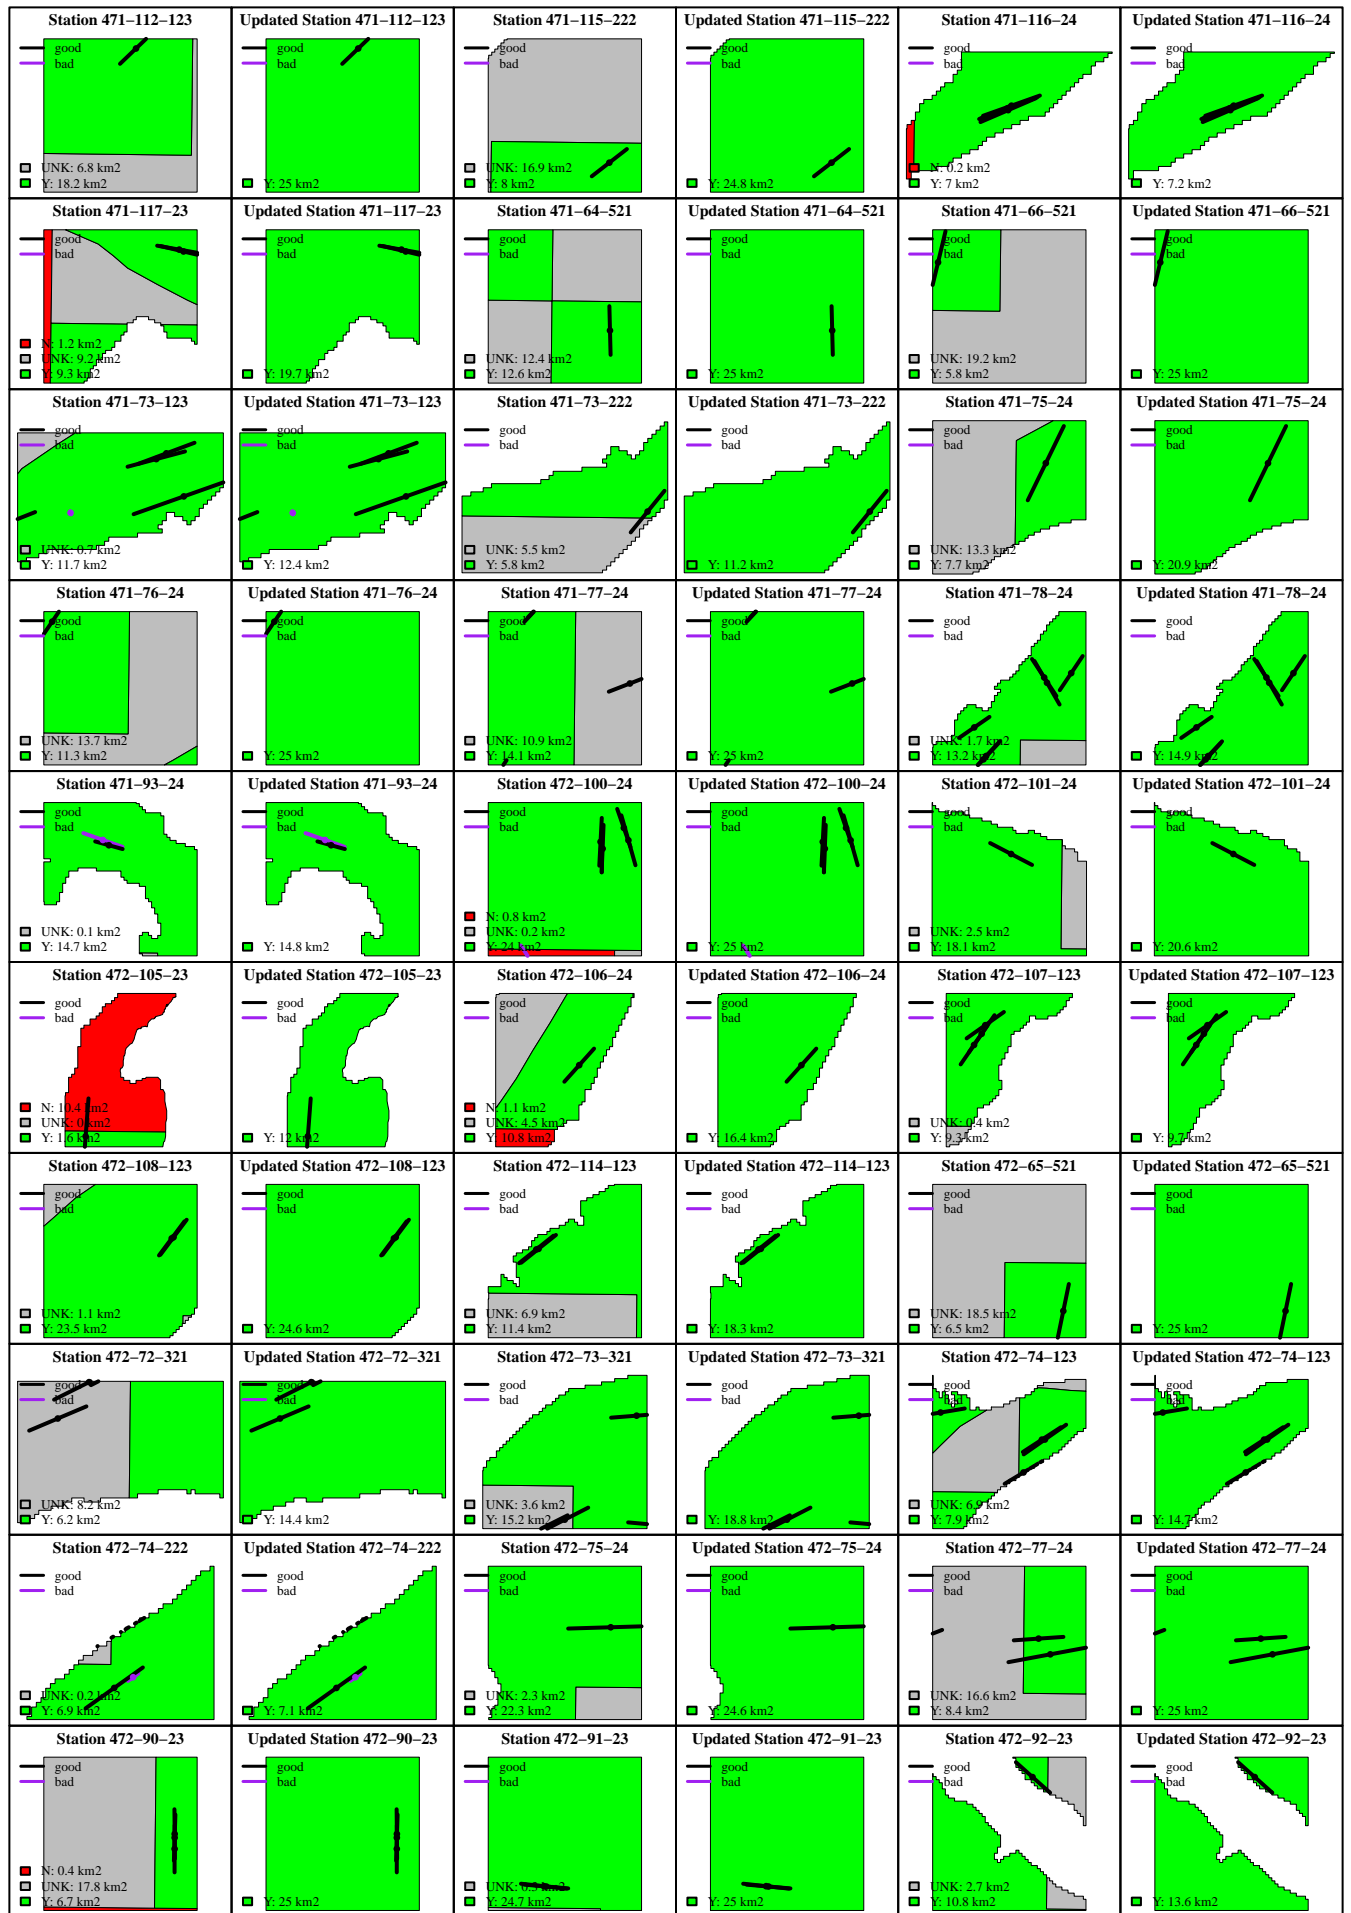 Station 471−112−123
good
bad
UNK: 6.8 km2
Y: 18.2 km2
Updated Station 471−112−123
good
bad
Y: 25 km2
Station 471−115−222
good
bad
UNK: 16.9 km2
Y: 8 km2
Updated Station 471−115−222
good
bad
Y: 24.8 km2
Station 471−116−24
good
bad
N: 0.2 km2
Y: 7 km2
Updated Station 471−116−24
good
bad
Y: 7.2 km2
Station 471−117−23
good
bad
N: 1.2 km2
UNK: 9.2 km2
Y: 9.3 km2
Updated Station 471−117−23
good
bad
Y: 19.7 km2
Station 471−64−521
good
bad
UNK: 12.4 km2
Y: 12.6 km2
Updated Station 471−64−521
good
bad
Y: 25 km2
Station 471−66−521
good
bad
UNK: 19.2 km2
Y: 5.8 km2
Updated Station 471−66−521
good
bad
Y: 25 km2
Station 471−73−123
good
bad
UNK: 0.7 km2
Y: 11.7 km2
Updated Station 471−73−123
good
bad
Y: 12.4 km2
Station 471−73−222
good
bad
UNK: 5.5 km2
Y: 5.8 km2
Updated Station 471−73−222
good
bad
Y: 11.2 km2
Station 471−75−24
good
bad
UNK: 13.3 km2
Y: 7.7 km2
Updated Station 471−75−24
good
bad
Y: 20.9 km2
Station 471−76−24
good
bad
UNK: 13.7 km2
Y: 11.3 km2
Updated Station 471−76−24
good
bad
Y: 25 km2
Station 471−77−24
good
bad
UNK: 10.9 km2
Y: 14.1 km2
Updated Station 471−77−24
good
bad
Y: 25 km2
Station 471−78−24
good
bad
UNK: 1.7 km2
Y: 13.2 km2
Updated Station 471−78−24
good
bad
Y: 14.9 km2
Station 471−93−24
good
bad
UNK: 0.1 km2
Y: 14.7 km2
Updated Station 471−93−24
good
bad
Y: 14.8 km2
Station 472−100−24
good
bad
N: 0.8 km2
UNK: 0.2 km2
Y: 24 km2
Updated Station 472−100−24
good
bad
Y: 25 km2
Station 472−101−24
good
bad
UNK: 2.5 km2
Y: 18.1 km2
Updated Station 472−101−24
good
bad
Y: 20.6 km2
Station 472−105−23
good
bad
N: 10.4 km2
UNK: 0 km2
Y: 1.6 km2
Updated Station 472−105−23
good
bad
Y: 12 km2
Station 472−106−24
good
bad
N: 1.1 km2
UNK: 4.5 km2
Y: 10.8 km2
Updated Station 472−106−24
good
bad
Y: 16.4 km2
Station 472−107−123
good
bad
UNK: 0.4 km2
Y: 9.3 km2
Updated Station 472−107−123
good
bad
Y: 9.7 km2
Station 472−108−123
good
bad
UNK: 1.1 km2
Y: 23.5 km2
Updated Station 472−108−123
good
bad
Y: 24.6 km2
Station 472−114−123
good
bad
UNK: 6.9 km2
Y: 11.4 km2
Updated Station 472−114−123
good
bad
Y: 18.3 km2
Station 472−65−521
good
bad
UNK: 18.5 km2
Y: 6.5 km2
Updated Station 472−65−521
good
bad
Y: 25 km2
Station 472−72−321
good
bad
UNK: 8.2 km2
Y: 6.2 km2
Updated Station 472−72−321
good
bad
Y: 14.4 km2
Station 472−73−321
good
bad
UNK: 3.6 km2
Y: 15.2 km2
Updated Station 472−73−321
good
bad
Y: 18.8 km2
Station 472−74−123
good
bad
UNK: 6.9 km2
Y: 7.9 km2
Updated Station 472−74−123
good
bad
Y: 14.7 km2
Station 472−74−222
good
bad
UNK: 0.2 km2
Y: 6.9 km2
Updated Station 472−74−222
good
bad
Y: 7.1 km2
Station 472−75−24
good
bad
UNK: 2.3 km2
Y: 22.3 km2
Updated Station 472−75−24
good
bad
Y: 24.6 km2
Station 472−77−24
good
bad
UNK: 16.6 km2
Y: 8.4 km2
Updated Station 472−77−24
good
bad
Y: 25 km2
Station 472−90−23
good
bad
N: 0.4 km2
UNK: 17.8 km2
Y: 6.7 km2
Updated Station 472−90−23
good
bad
Y: 25 km2
Station 472−91−23
good
bad
UNK: km2
Y: 24.7 km2
Updated Station 472−91−23
good
bad
Y: 25 km2
Station 472−92−23
good
bad
UNK: 2.7 km2
Y: 10.8 km2
Updated Station 472−92−23
good
bad
Y: 13.6 km2